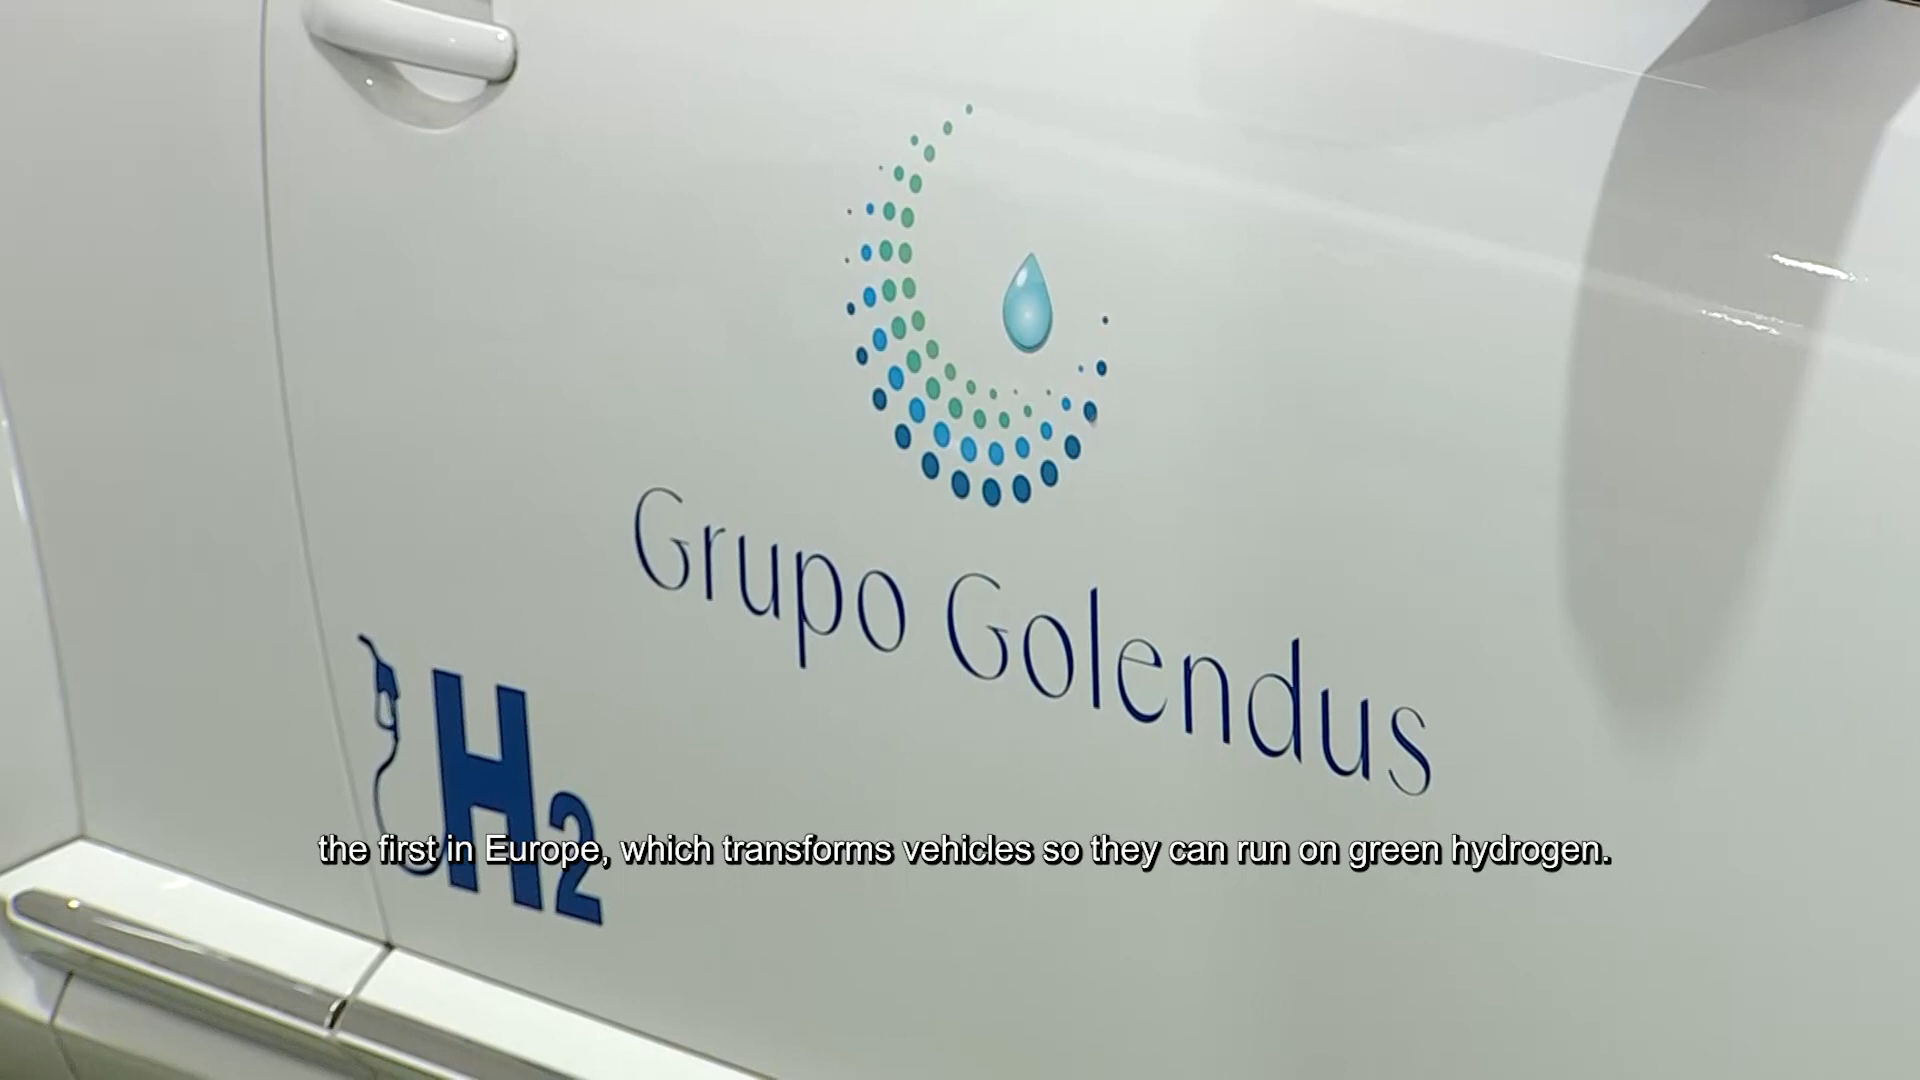 Grupo Golendus
H2
the first in Europe, which transforms vehicles so they can run on green hydrogen.